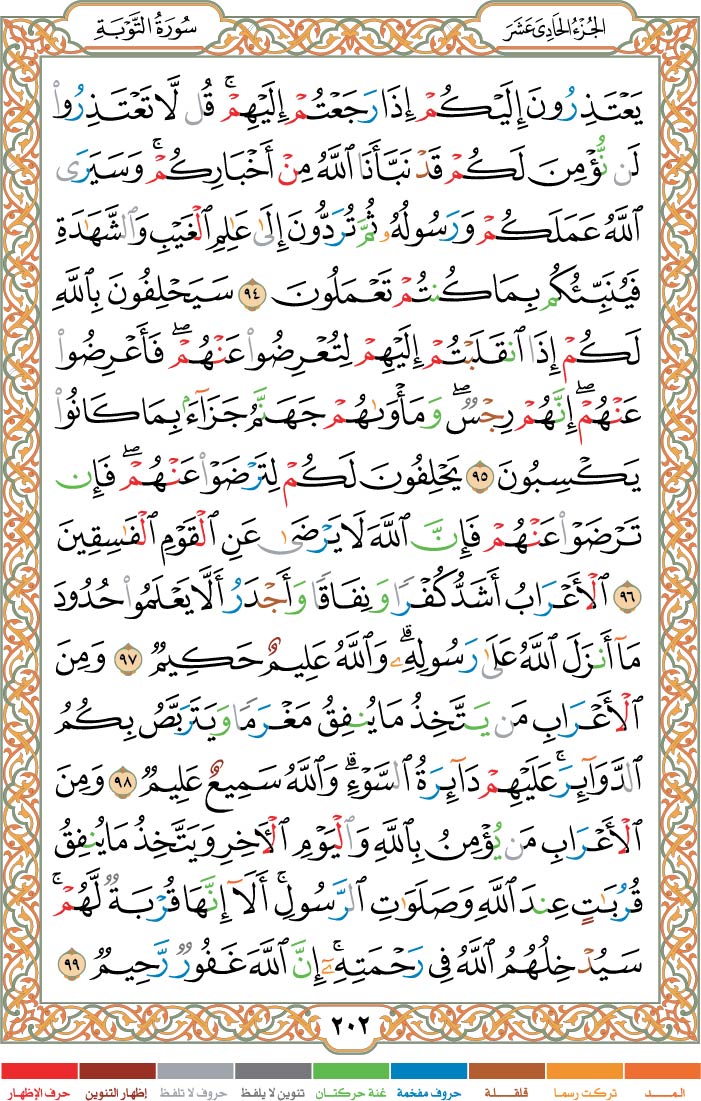 الجُزْءُ الحَادِىَ عَشَرَ
سُورَةُ التَّوْبَةِ
يَعْتَذِرُونَ إِلَيْكُمْ إِذَا رَجَعْتُمْ إِلَيْهِمْ ۚ قُل لَّا تَعْتَذِرُوا۟
لَن نُّؤْمِنَ لَكُمْ قَدْ نَبَّأَنَا ٱللَّهُ مِنْ أَخْبَارِكُمْ ۚ وَسَيَرَى
ٱللَّهُ عَمَلَكُمْ وَرَسُولُهُۥ ثُمَّ تُرَدُّونَ إِلَىٰ عَٰلِمِ ٱلْغَيْبِ وَٱلشَّهَٰدَةِ
فَيُنَبِّئُكُم بِمَا كُنتُمْ تَعْمَلُونَ ٩٤ سَيَحْلِفُونَ بِٱللَّهِ
لَكُمْ إِذَا ٱنقَلَبْتُمْ إِلَيْهِمْ لِتُعْرِضُوا۟ عَنْهُمْ ۖ فَأَعْرِضُوا۟
عَنْهُمْ ۖ إِنَّهُمْ رِجْسٌ ۖ وَمَأْوَىٰهُمْ جَهَنَّمُ جَزَآءًۢ بِمَا كَانُوا۟
يَكْسِبُونَ ٩٥ يَحْلِفُونَ لَكُمْ لِتَرْضَوْا۟ عَنْهُمْ ۖ فَإِن
تَرْضَوْا۟ عَنْهُمْ فَإِنَّ ٱللَّهَ لَا يَرْضَىٰ عَنِ ٱلْقَوْمِ ٱلْفَٰسِقِينَ
٩٦ ٱلْأَعْرَابُ أَشَدُّ كُفْرًا وَنِفَاقًا وَأَجْدَرُ أَلَّا يَعْلَمُوا۟ حُدُودَ
مَآ أَنزَلَ ٱللَّهُ عَلَىٰ رَسُولِهِۦ ۗ وَٱللَّهُ عَلِيمٌ حَكِيمٌ ٩٧ وَمِنَ
ٱلْأَعْرَابِ مَن يَتَّخِذُ مَا يُنفِقُ مَغْرَمًا وَيَتَرَبَّصُ بِكُمُ
ٱلدَّوَآئِرَ ۚ عَلَيْهِمْ دَآئِرَةُ ٱلسَّوْءِ ۗ وَٱللَّهُ سَمِيعٌ عَلِيمٌ ٩٨ وَمِنَ
ٱلْأَعْرَابِ مَن يُؤْمِنُ بِٱللَّهِ وَٱلْيَوْمِ ٱلْءَاخِرِ وَيَتَّخِذُ مَا يُنفِقُ
قُرُبَٰتٍ عِندَ ٱللَّهِ وَصَلَوَٰتِ ٱلرَّسُولِ ۚ أَلَآ إِنَّهَا قُرْبَةٌ لَّهُمْ ۚ
سَيُدْخِلُهُمُ ٱللَّهُ فِى رَحْمَتِهِۦٓ ۗ إِنَّ ٱللَّهَ غَفُورٌ رَّحِيمٌ ٩٩
٢٠٢
المــد تركت رسما قلقـلة حروف مفخمة غنة حركتان تنوين لا يلفظ حروف لا تلفظ إظهار التنوين حرف الإظهار